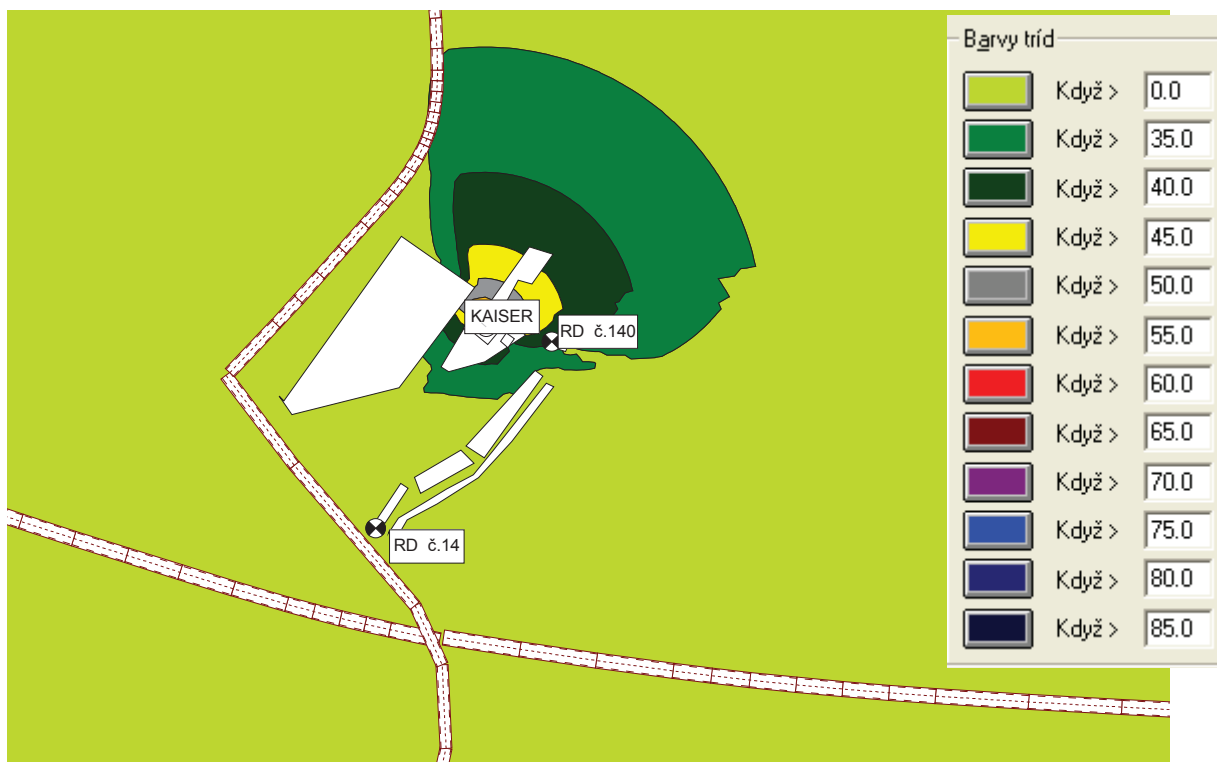 Barvy tríd
Když > 0.0
Když > 35.0
Když > 40.0
Když > 45.0
Když > 50.0
Když > 55.0
Když > 60.0
Když > 65.0
Když > 70.0
Když > 75.0
Když > 80.0
Když > 85.0
KAISER
RD č.140
RD č.14